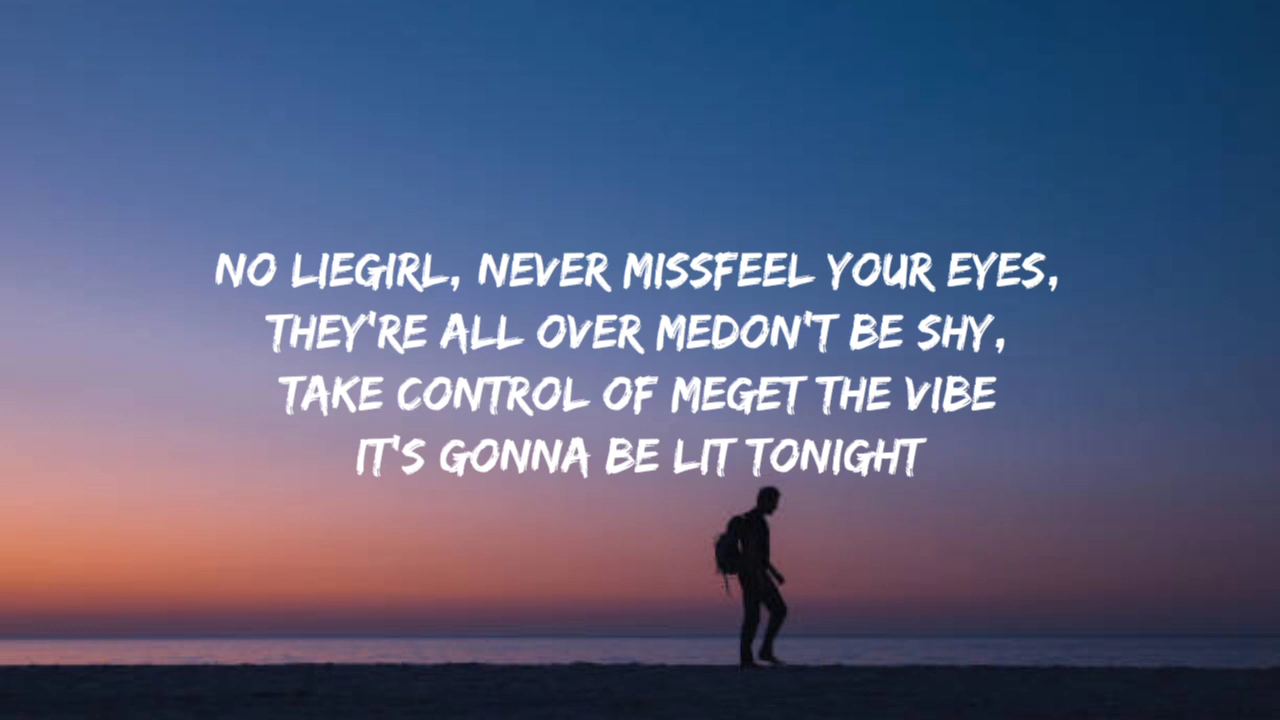 NO LIEGIRL, NEVER MISSFEEL YOUR EYES,
THEY'RE ALL OVER MEDON'T BE SHY,
TAKE CONTROL OF MEGET THE VIBE
IT'S GONNA BE LIT TONIGHT